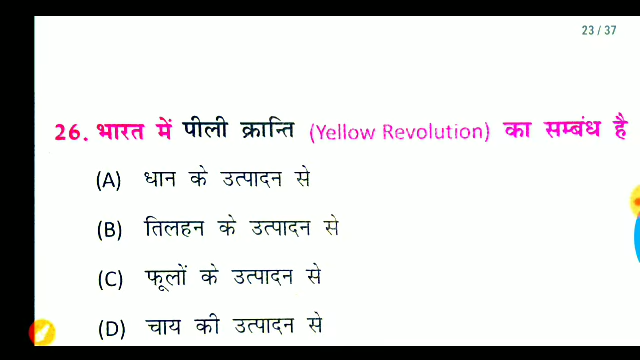 23 / 37
26. भारत में पीली क्रान्ति (Yellow Revolution) का सम्बंध है
(A) धान के उत्पादन से
(B) तिलहन के उत्पादन से
(C) फूलों के उत्पादन से
(D) चाय की उत्पादन से